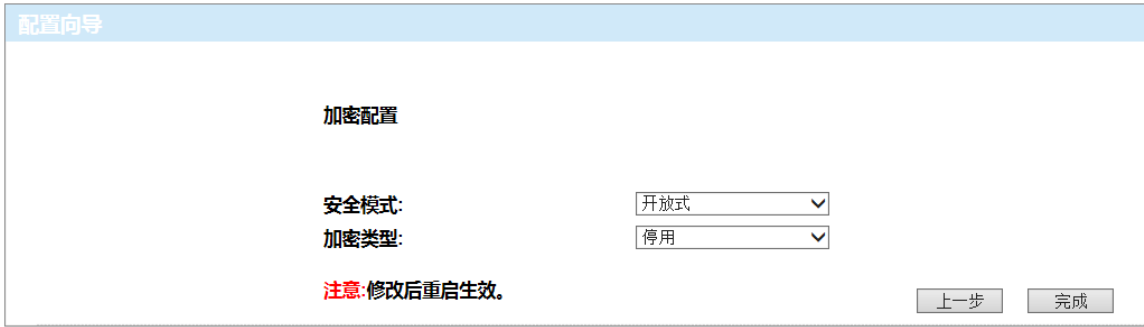 配置向导
加密配置
安全模式: 开放式
加密类型: 停用
注意:修改后重启生效。
上一步 完成